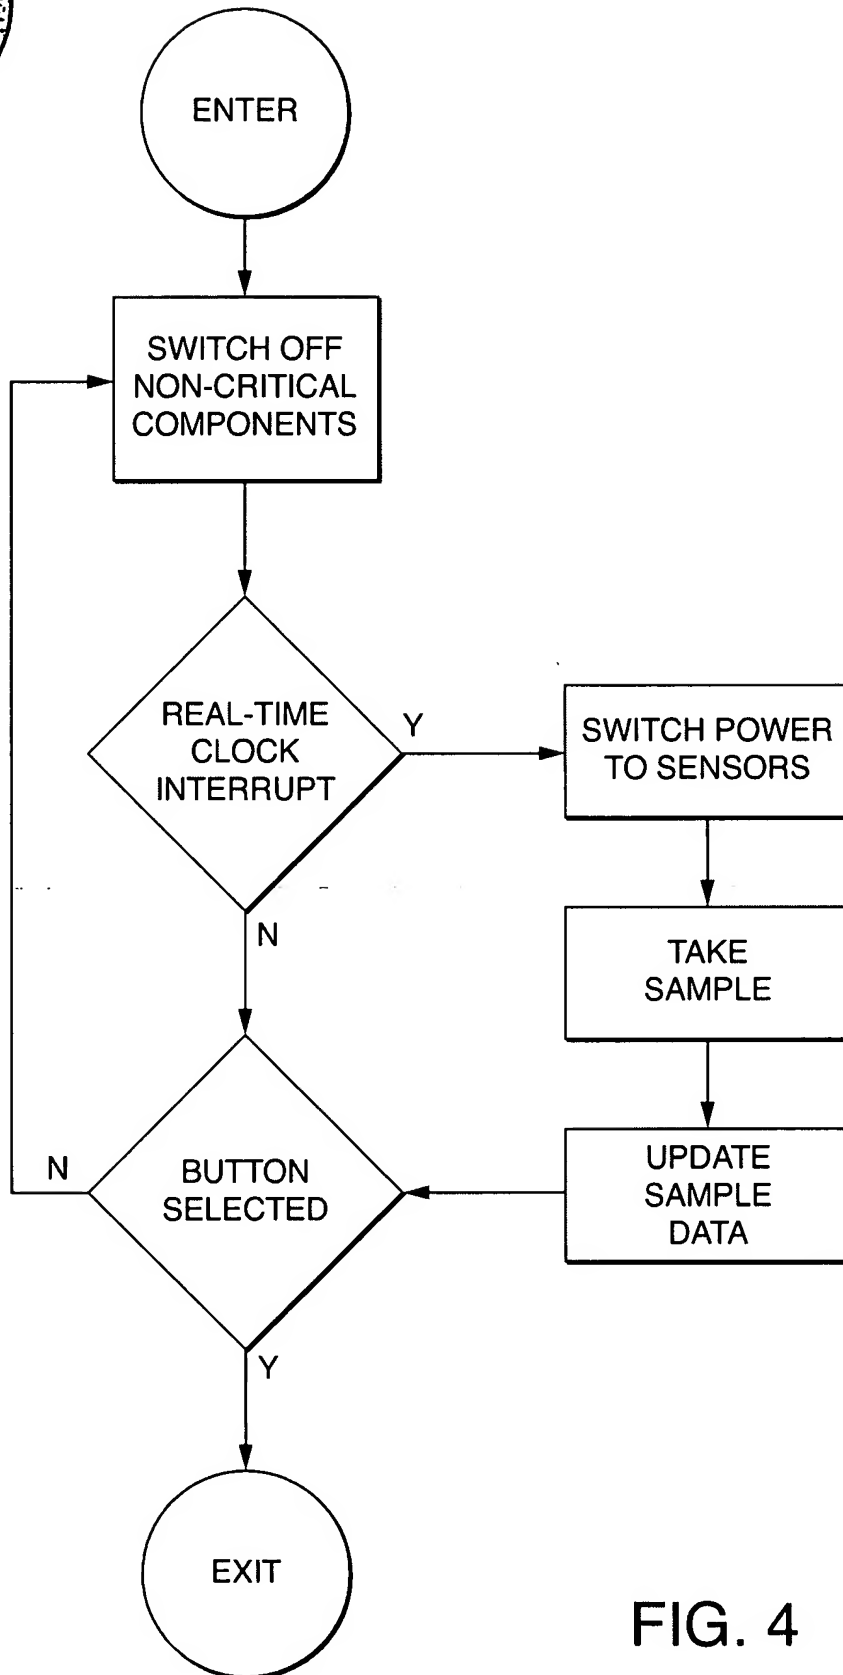 ENTER
SWITCH OFF
NON-CRITICAL
COMPONENTS
REAL-TIME
CLOCK
INTERRUPT
Y
SWITCH POWER
TO SENSORS
N
TAKE
SAMPLE
UPDATE
SAMPLE
DATA
BUTTON
SELECTED
N
Y
EXIT
FIG. 4